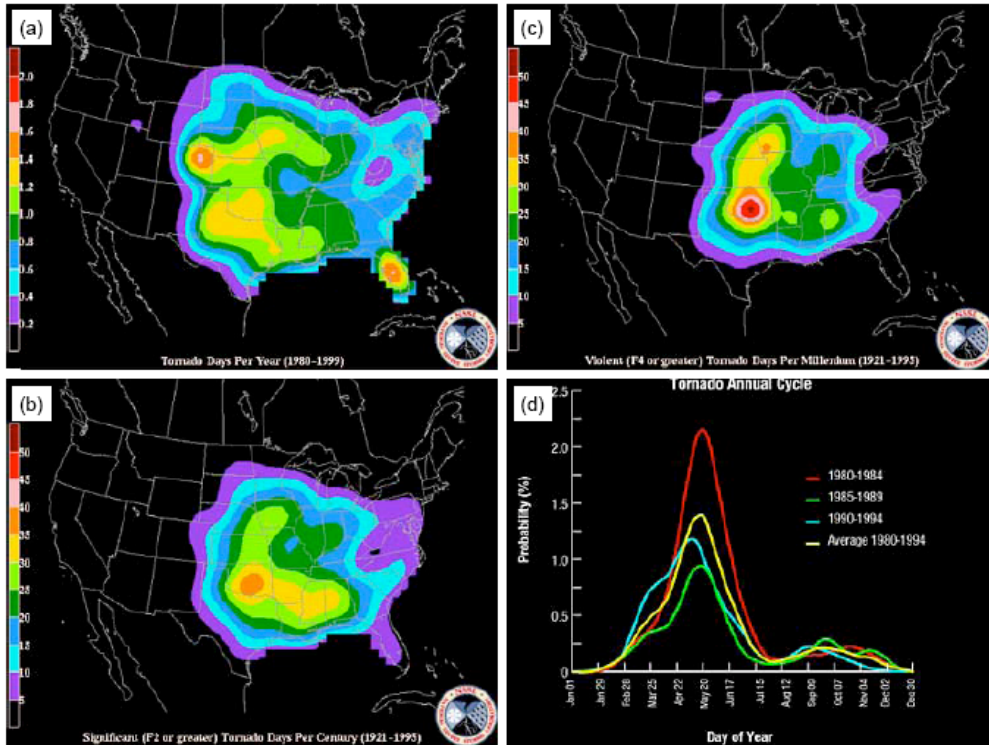 (a)
2.0
1.8
1.6
1.4
1.2
1.0
0.8
0.6
0.4
0.2
NSSL
Tornado Days Per Year (1980-1999)
(c)
50
45
40
35
30
25
20
15
10
5
NSSL
Violent (F4 or greater) Tornado Days Per Millenium (1921-1995)
(b)
50
45
40
35
30
25
20
15
10
5
NSSL
Significant (F2 or greater) Tornado Days Per Century (1921-1995)
(d)
Tornado Annual Cycle
2.5
2.0
1.5
1.0
0.5
0
Probability (%)
1980-1984
1985-1989
1990-1994
Average 1980-1994
Jan 01
Jan 29
Feb 28
Mar 25
Apr 22
May 20
Jun 17
Jul 15
Aug 12
Sep 09
Oct 07
Nov 04
Dec 02
Dec 30
Day of Year